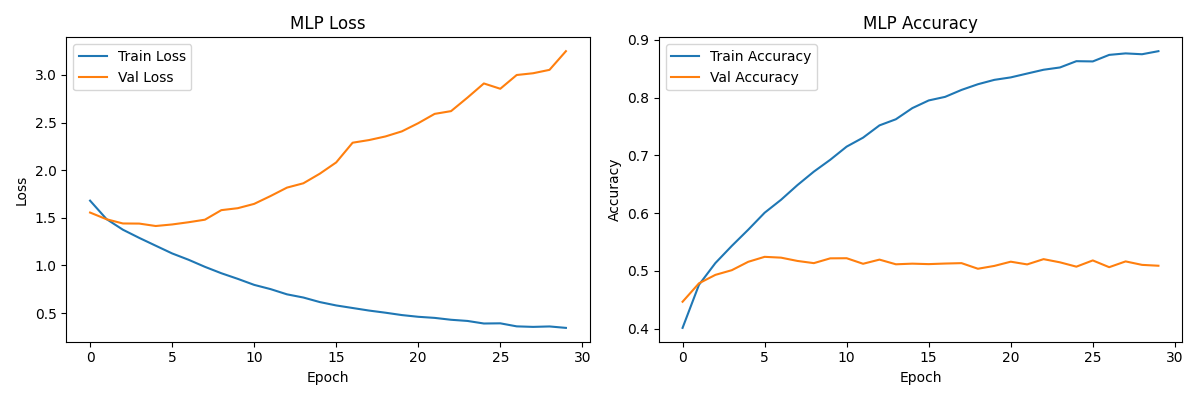 MLP Loss
Train Loss
Val Loss
3.0
2.5
2.0
1.5
1.0
0.5
Loss
0 5 10 15 20 25 30
Epoch
MLP Accuracy
Train Accuracy
Val Accuracy
0.9
0.8
0.7
0.6
0.5
0.4
Accuracy
0 5 10 15 20 25 30
Epoch